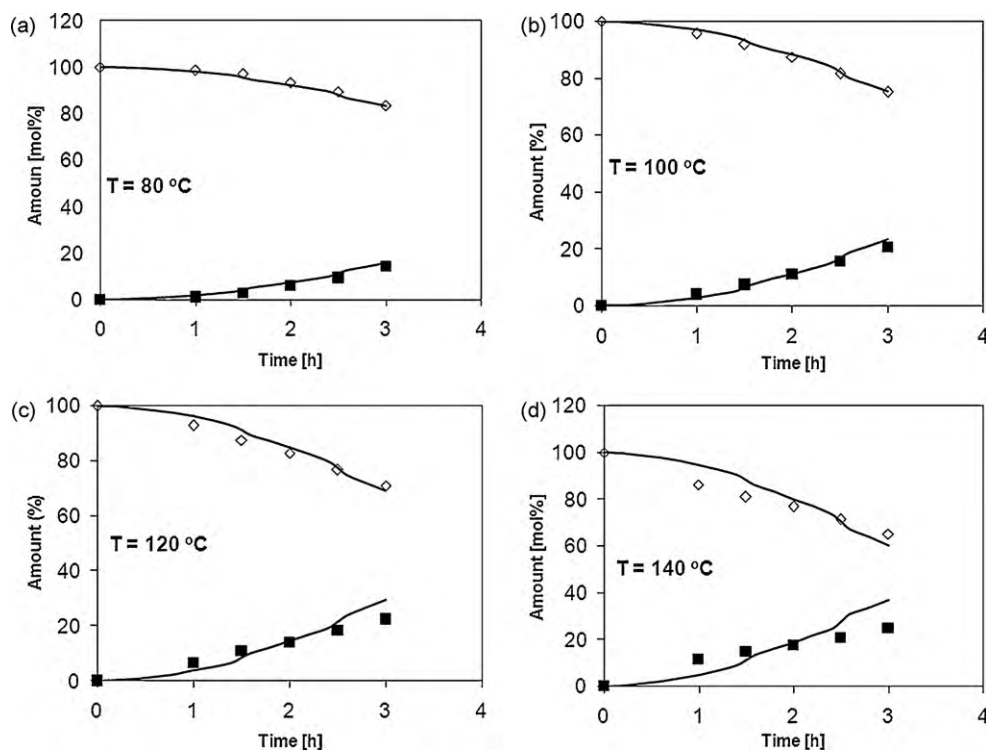 (a)
120
100
80
60
40
20
0
Amoun [mol%]
T = 80 °C
0 1 2 3 4
Time [h]
(b)
100
80
60
40
20
0
Amount [%]
T = 100 °C
0 1 2 3 4
Time [h]
(c)
100
80
60
40
20
0
Amount (%)
T = 120 °C
0 1 2 3 4
Time [h]
(d)
120
100
80
60
40
20
0
Amount [mol%]
T = 140 °C
0 1 2 3 4
Time [h]